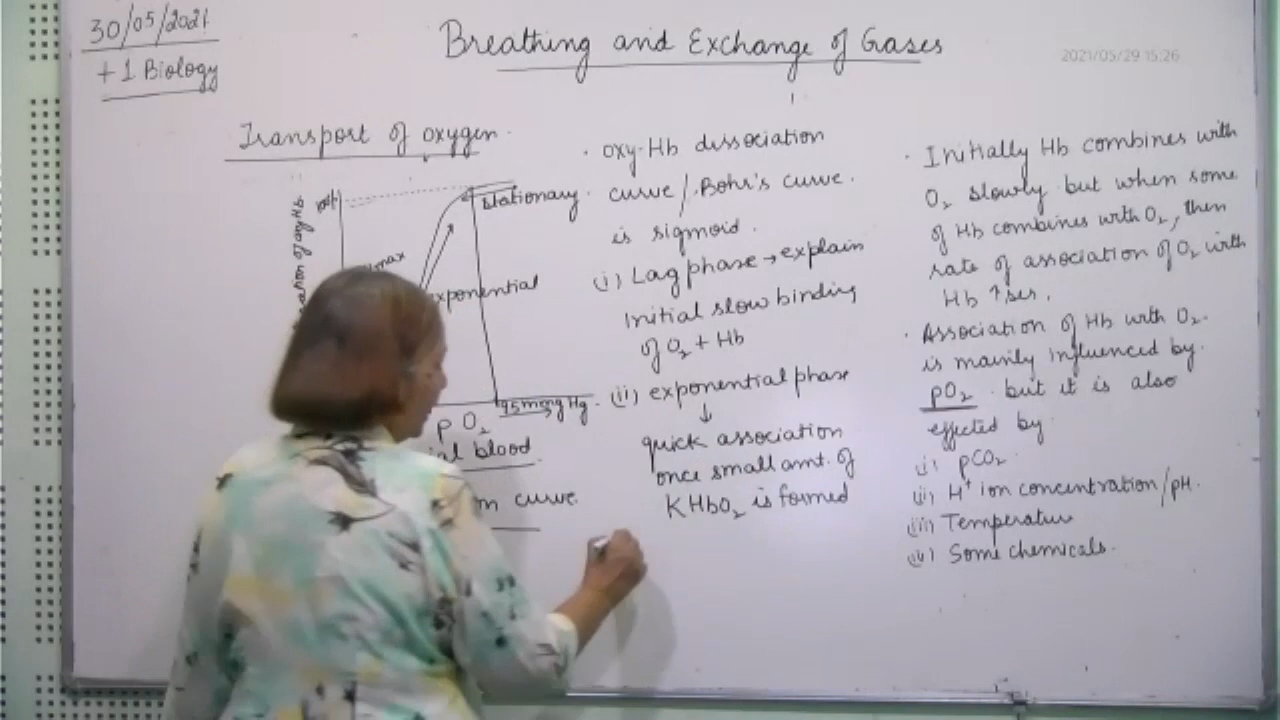 30/05/2021
+1 Biology
Breathing and Exchange of Gases
2021/05/29 15:26
Transport of oxygen.
stationary.
max
exponential
95mmg Hg.
pO2
ial blood.
curve
. oxy-Hb dissociation
curve/.Bohr's curve.
is sigmoid.
(i) Lag phase → explain
Initial slow binding
of O2 + Hb
(ii) exponential phase
↓
quick association
once small amt. of
KHbO2 is formed
. Initially Hb combines with
O2 slowly but when some
of Hb combines with O2, then
rate of association of O2 with
Hb ↑ses.
. Association of Hb with O2.
is mainly influenced by.
pO2. but it is also
effected by.
(i) pCO2.
(ii) H+ ion concentration/pH.
(iii) Temperature
(iv) Some chemicals.